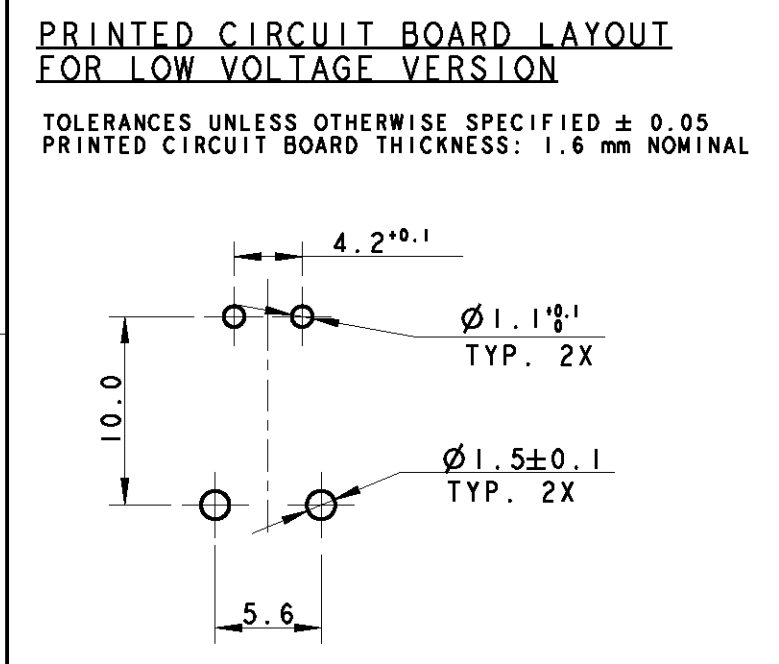 PRINTED CIRCUIT BOARD LAYOUT
FOR LOW VOLTAGE VERSION
TOLERANCES UNLESS OTHERWISE SPECIFIED ± 0.05
PRINTED CIRCUIT BOARD THICKNESS: 1.6 mm NOMINAL
4.2+0.1
Ø1.1+0.1 0
TYP. 2X
10.0
Ø1.5±0.1
TYP. 2X
5.6